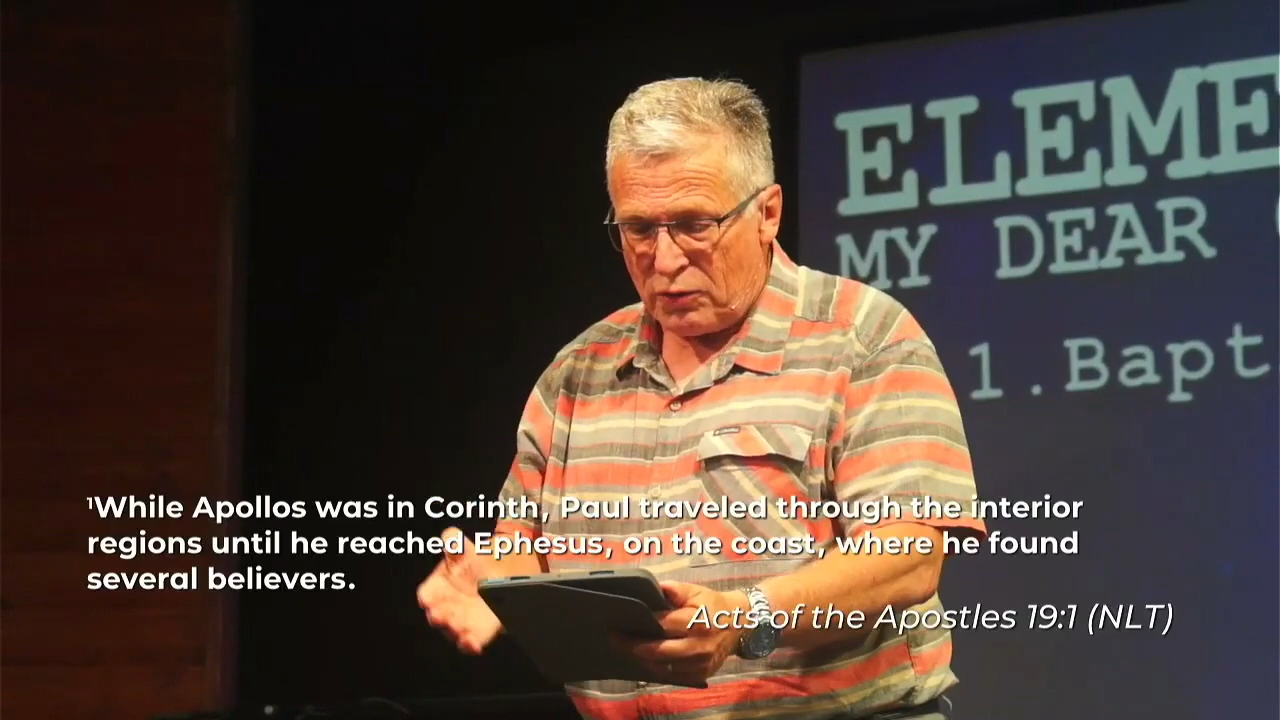 ELEME
MY DEAR
1. Bapt
¹While Apollos was in Corinth, Paul traveled through the interior
regions until he reached Ephesus, on the coast, where he found
several believers.
Acts of the Apostles 19:1 (NLT)